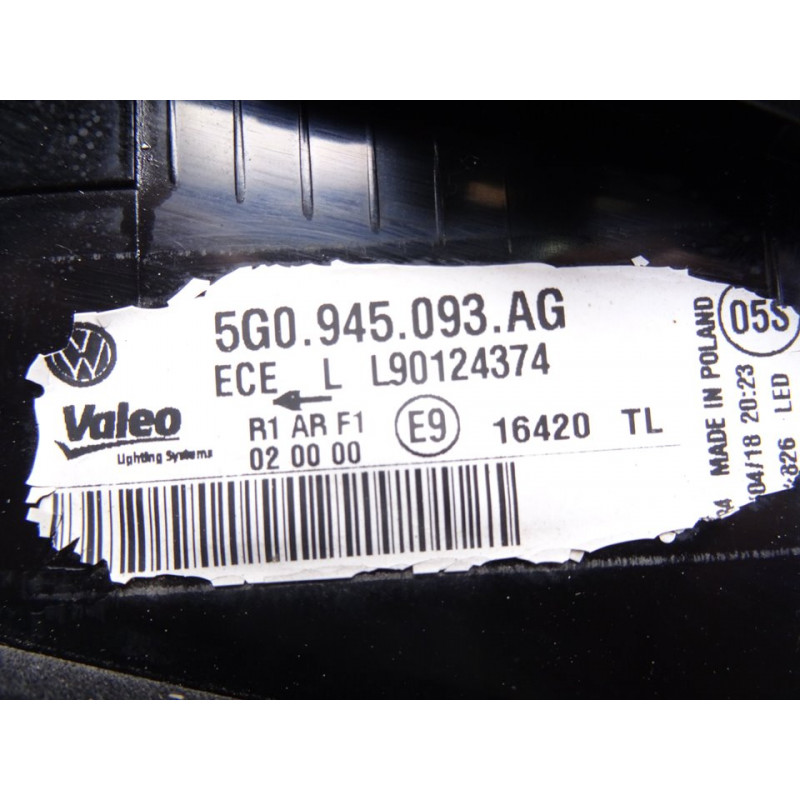 5G0.945.093.AG
ECE L L90124374
Valeo
Lighting Systems
R1 AR F1
02 00 00
E9
16420 TL
05S
MADE IN POLAND
04/18 20:23
826 LED